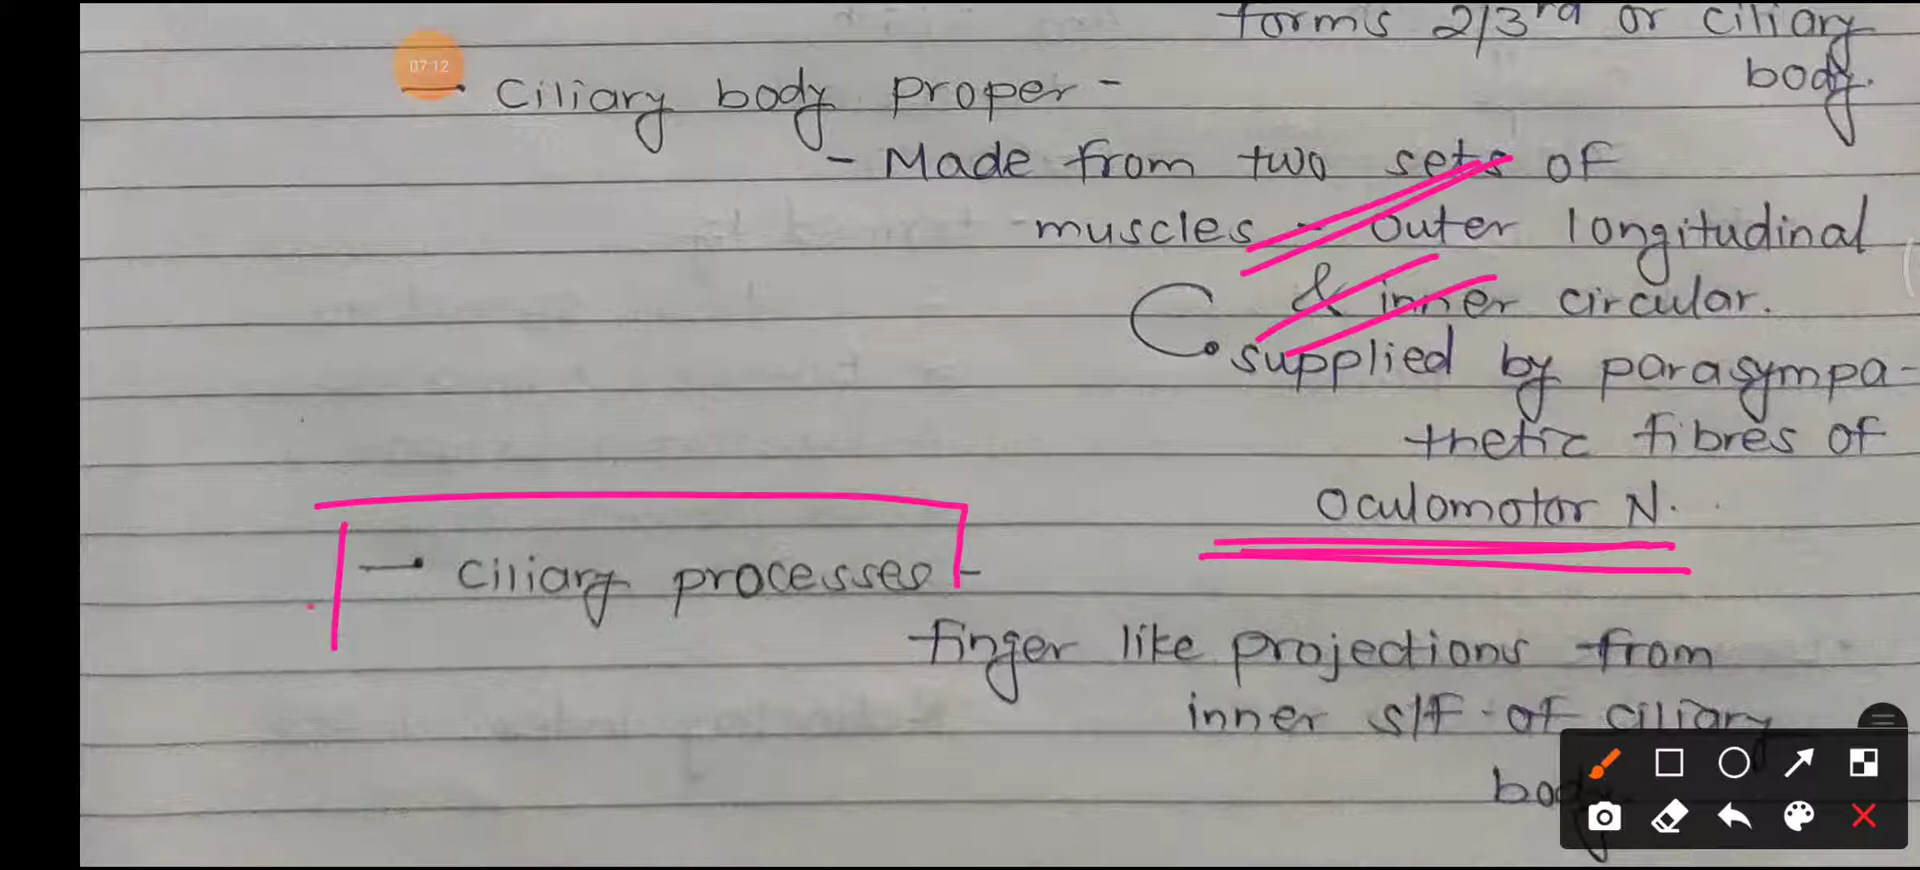 forms 2/3rd of ciliary
body.
07:12
— Ciliary body proper -
- Made from two sets of
muscles - outer longitudinal
& inner circular.
supplied by parasympa-
thetic fibres of
Oculomotor N.
→ Ciliary processes -
finger like projections from
inner s/f of ciliary
body